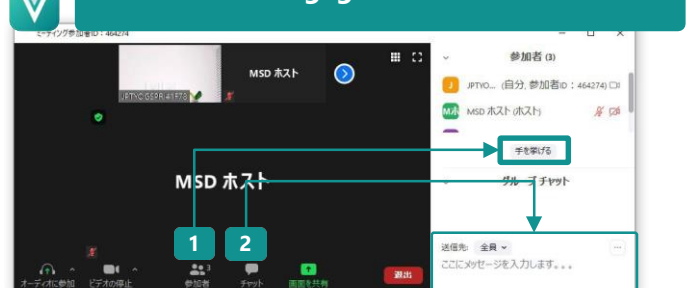 ミーティング参加者ID：464274
参加者 (3)
MSD ホスト
JPTYO... (自分, 参加者ID：464274)
MSD ホスト (ホスト)
手を挙げる
グループチャット
MSD ホスト
1
2
送信先: 全員
ここにメッセージを入力します。。。
オーディオに参加
ビデオの停止
3
参加者
チャット
画面を共有
退出